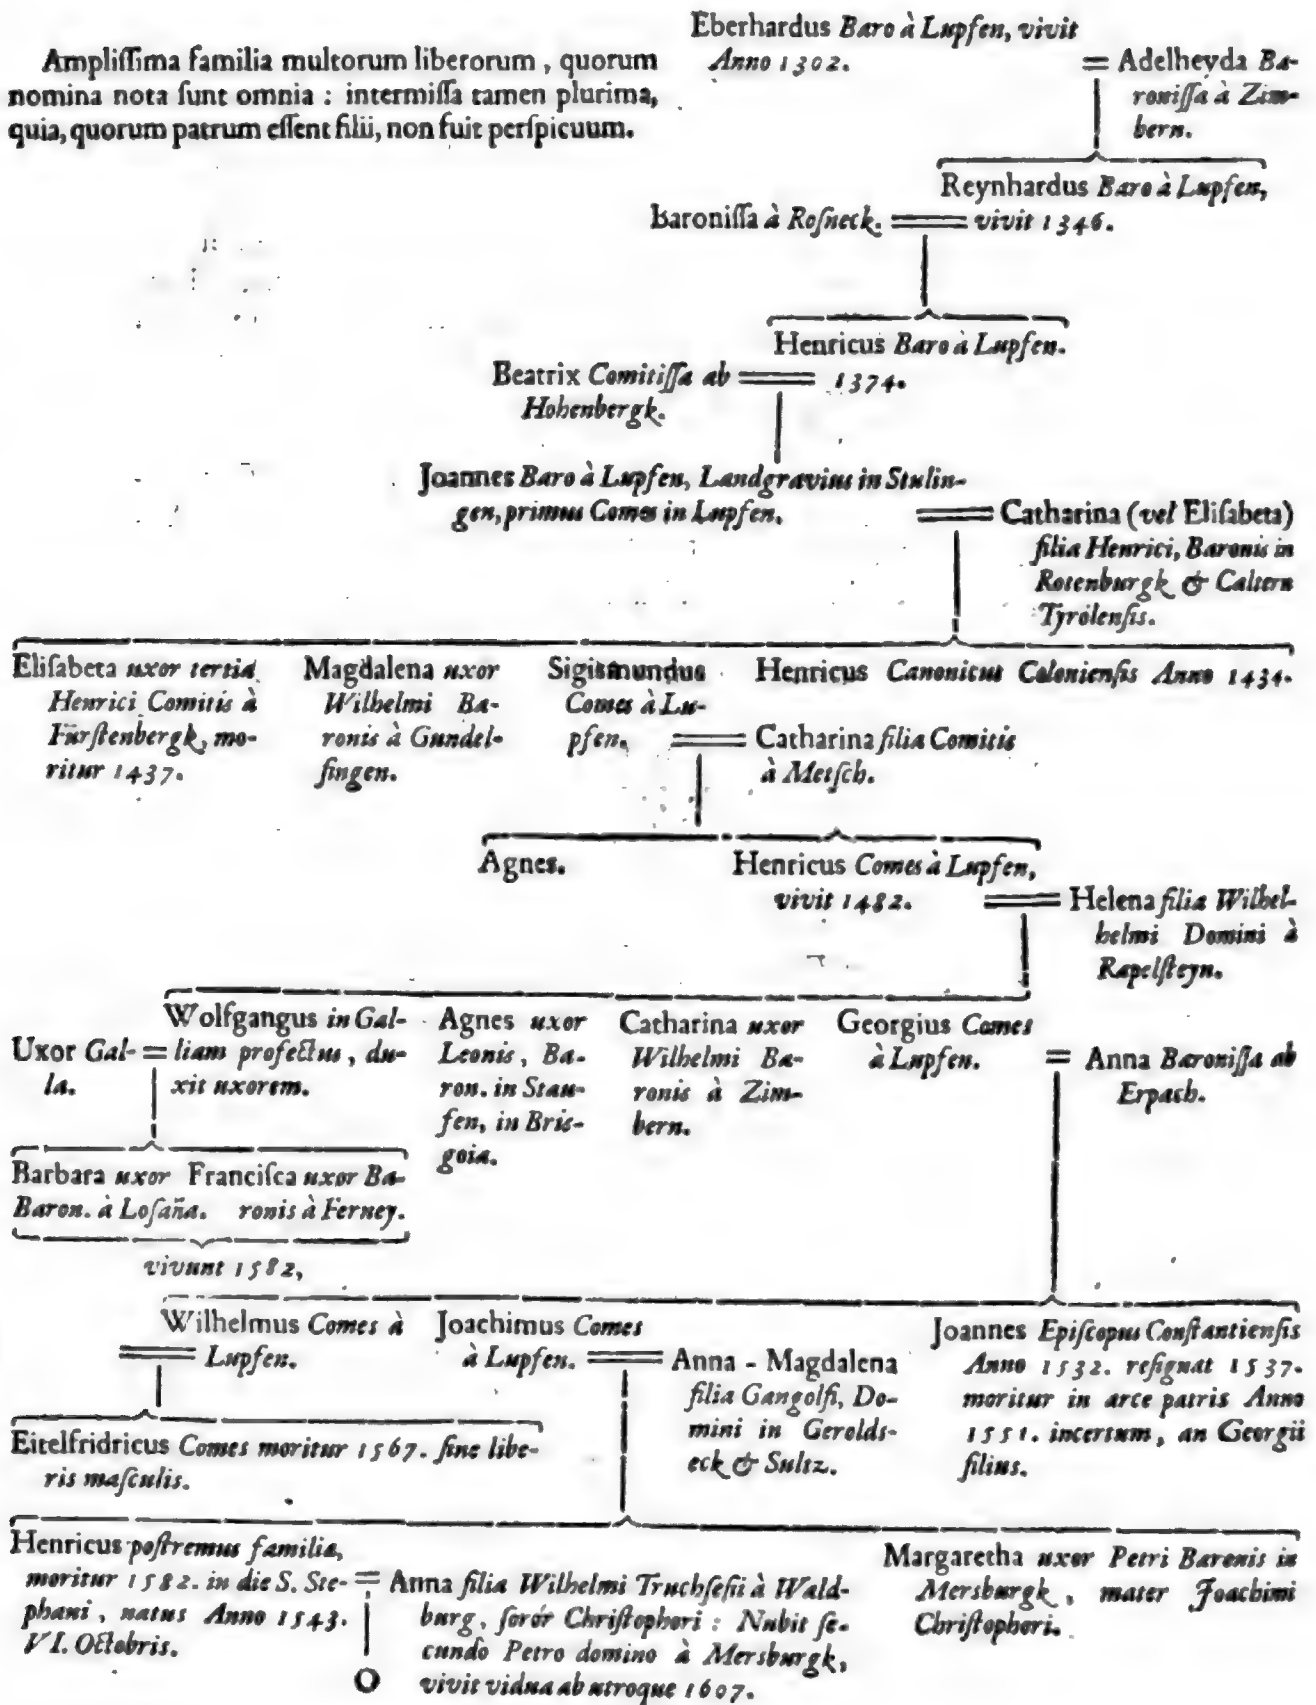 Ampliſſima familia multorum liberorum, quorum
nomina nota ſunt omnia : intermiſſa tamen plurima,
quia, quorum patrum eſſent filii, non fuit perſpicuum.
Eberhardus Baro à Lupfen, vivit
Anno 1302.
= Adelheyda Ba-
roniſſa à Zim-
bern.
Reynhardus Baro à Lupfen,
Baroniſſa à Roſneck. = vivit 1346.
Henricus Baro à Lupfen.
Beatrix Comitiſſa ab = 1374.
Hohenbergk.
Joannes Baro à Lupfen, Landgravius in Stulin-
gen, primus Comes in Lupfen.
= Catharina (vel Eliſabeta)
filia Henrici, Baronis in
Rotenburgk & Caltern
Tyrolenſis.
Eliſabeta uxor tertia
Henrici Comitis à
Fürſtenbergk, mo-
ritur 1437.
Magdalena uxor
Wilhelmi Ba-
ronis à Gundel-
fingen.
Sigismundus
Comes à Lu-
pfen.
Henricus Canonicus Colonienſis Anno 1434.
= Catharina filia Comitis
à Metſch.
Agnes.
Henricus Comes à Lupfen,
vivit 1482.
= Helena filia Wilhel-
helmi Domini à
Rapelſteyn.
Uxor Gal-
la.
= Wolfgangus in Gal-
liam profectus, du-
xit uxorem.
Agnes uxor
Leonis, Ba-
ron. in Stau-
fen, in Bris-
goia.
Catharina uxor
Wilhelmi Ba-
ronis à Zim-
bern.
Georgius Comes
à Lupfen.
= Anna Baroniſſa ab
Erpach.
Barbara uxor
Baron. à Loſaña.
Franciſca uxor Ba-
ronis à Ferney.
vivunt 1582,
Wilhelmus Comes à
Lupfen.
Joachimus Comes
à Lupfen.
= Anna - Magdalena
filia Gangolfi, Do-
mini in Gerolds-
eck & Sultz.
Joannes Epiſcopus Conſtantienſis
Anno 1532. reſignat 1537.
moritur in arce patris Anno
1551. incertum, an Georgii
filius.
Eitelfridricus Comes moritur 1567. ſine libe-
ris maſculis.
Henricus poſtremus familiæ,
moritur 1582. in die S. Ste-
phani, natus Anno 1543.
VI. Octobris.
= Anna filia Wilhelmi Truchſeſii à Wald-
burg, ſoror Chriſtophori : Nubit ſe-
cundo Petro domino à Mersburgk,
vivit vidua ab utroque 1607.
Margaretha uxor Petri Baronis in
Mersburgk, mater Joachimi
Chriſtophori.